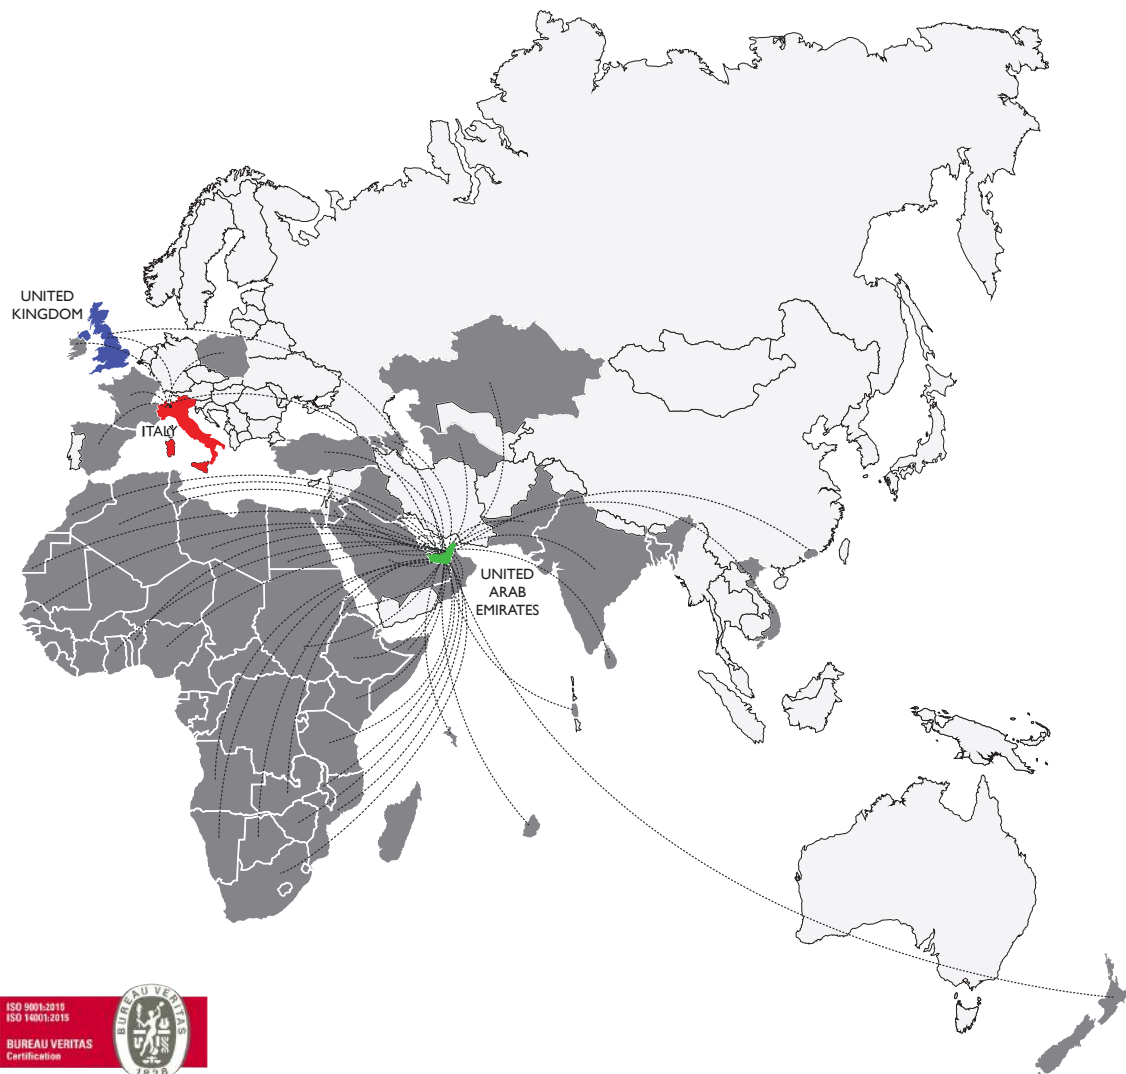 UNITED
KINGDOM
ITALY
UNITED
ARAB
EMIRATES
ISO 9001:2015
ISO 14001:2015
BUREAU VERITAS
Certification
BUREAU VERITAS
1828